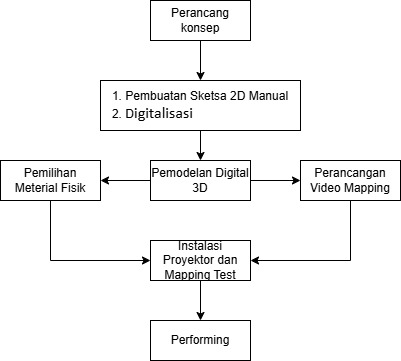 Perancang
konsep
1. Pembuatan Sketsa 2D Manual
2. Digitalisasi
Pemilihan
Meterial Fisik
Pemodelan Digital
3D
Perancangan
Video Mapping
Instalasi
Proyektor dan
Mapping Test
Performing